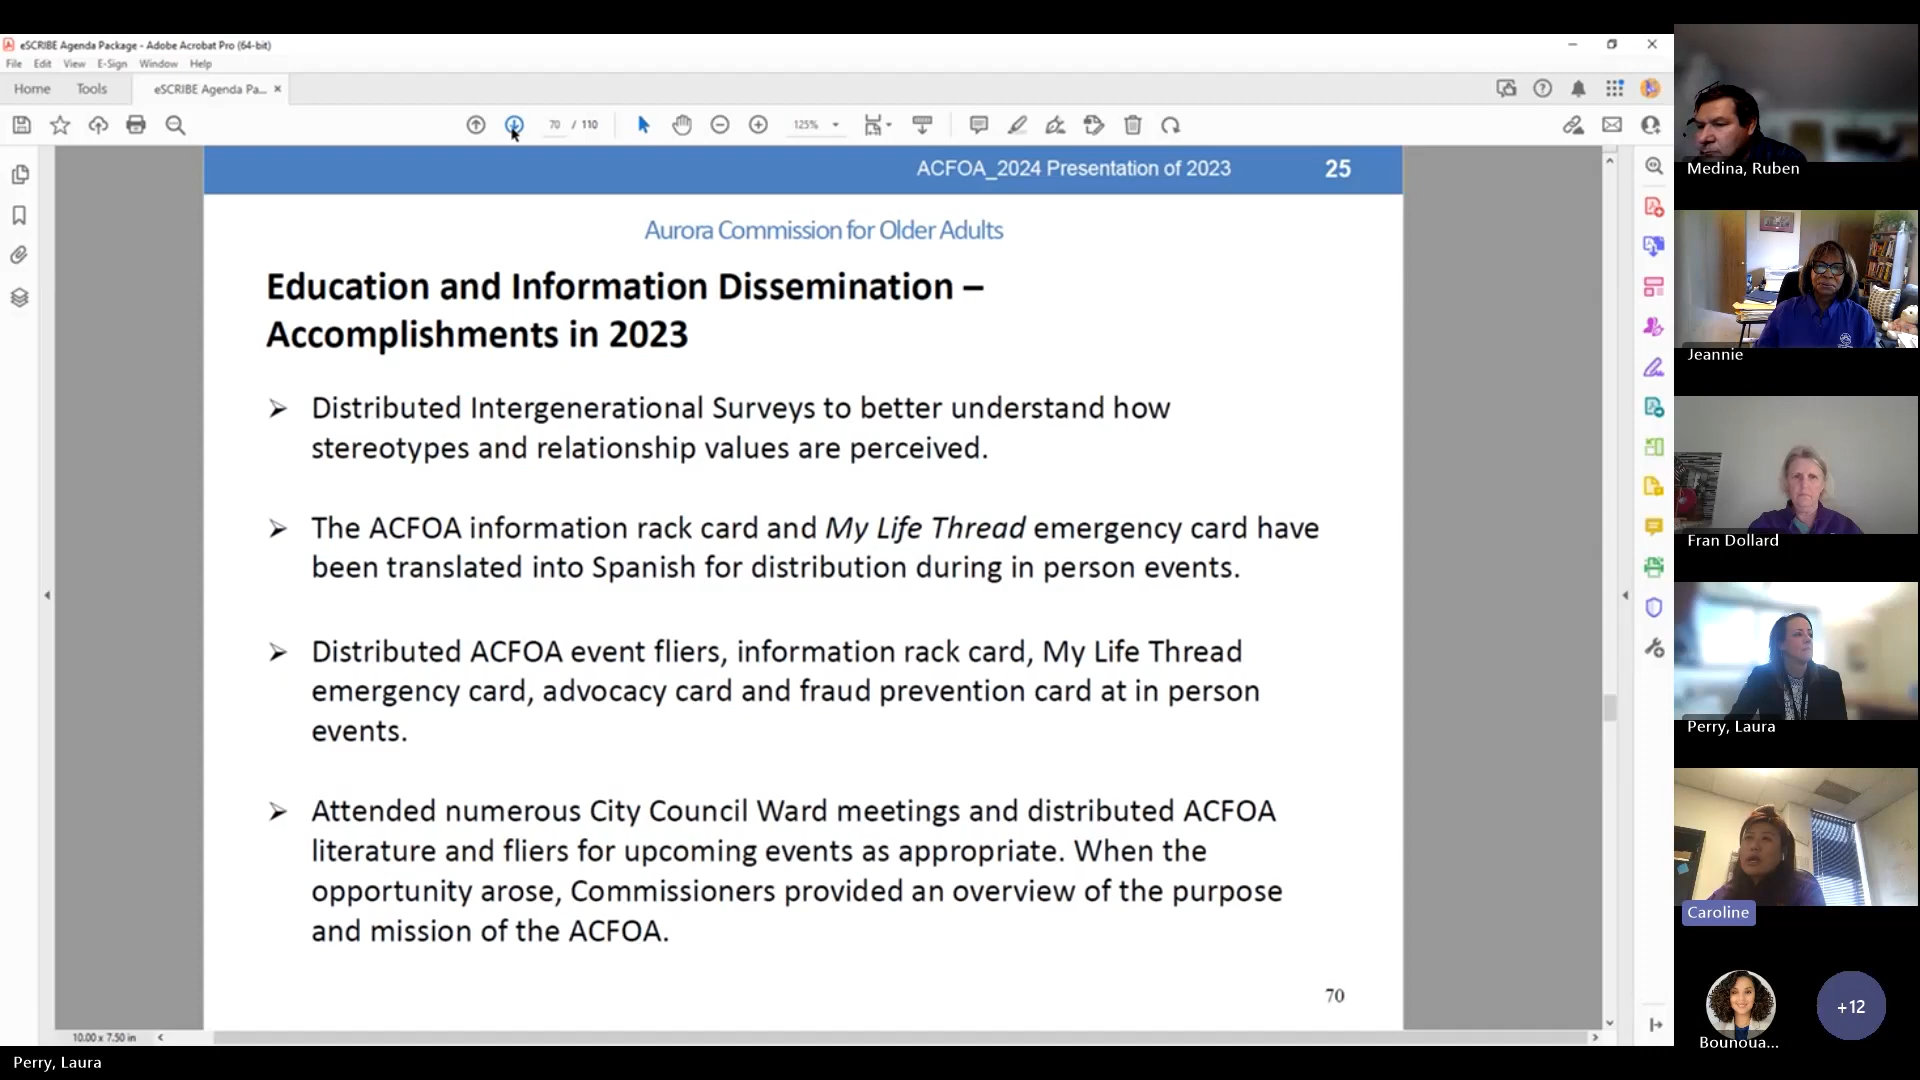 eSCRIBE Agenda Package - Adobe Acrobat Pro (64-bit)
File Edit View E-Sign Window Help
Home Tools eSCRIBE Agenda Pa...
70 / 110 125%
ACFOA_2024 Presentation of 2023 25
Aurora Commission for Older Adults
Education and Information Dissemination –
Accomplishments in 2023
Distributed Intergenerational Surveys to better understand how
stereotypes and relationship values are perceived.
The ACFOA information rack card and My Life Thread emergency card have
been translated into Spanish for distribution during in person events.
Distributed ACFOA event fliers, information rack card, My Life Thread
emergency card, advocacy card and fraud prevention card at in person
events.
Attended numerous City Council Ward meetings and distributed ACFOA
literature and fliers for upcoming events as appropriate. When the
opportunity arose, Commissioners provided an overview of the purpose
and mission of the ACFOA.
70
10.00 x 7.50 in
Perry, Laura
Medina, Ruben
Jeannie
Fran Dollard
Perry, Laura
Caroline
Bounoua...
+12